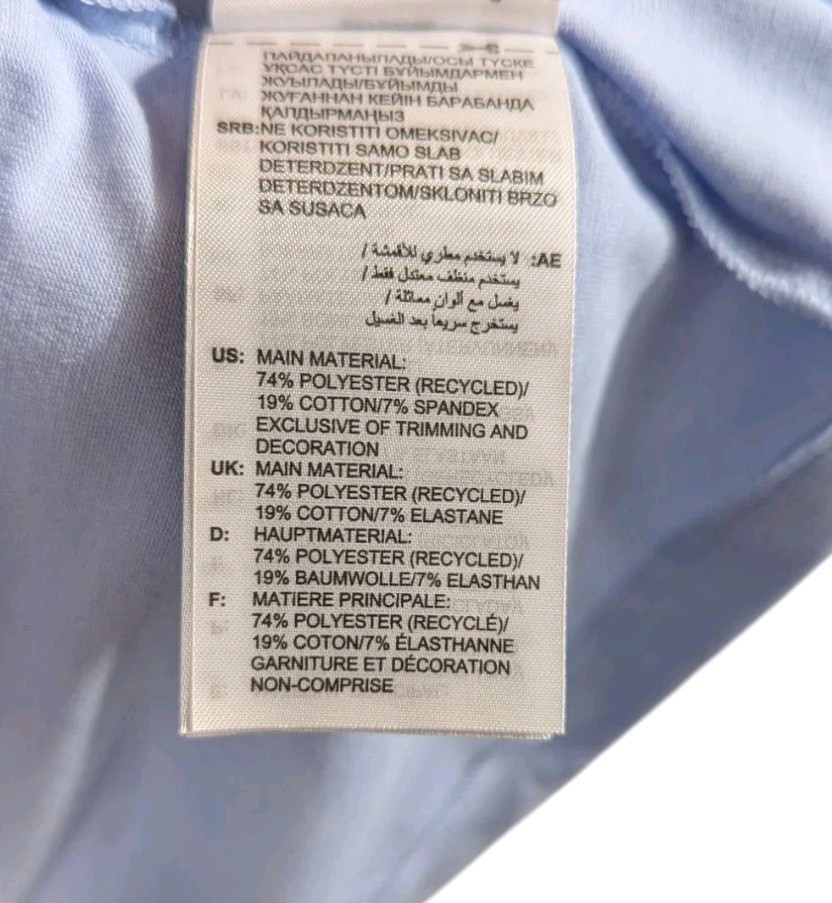 ПАЙДАЛАНЫЛАДЫ/ОСЫ ТҮСКЕ
ҰҚСАС ТҮСТІ БҰЙЫМДАРМЕН
ЖУЫЛАДЫ/БҰЙЫМДЫ
ЖУҒАННАН КЕЙІН БАРАБАНДА
ҚАЛДЫРМАҢЫЗ
SRB:NE KORISTITI OMEKSIVAC/
KORISTITI SAMO SLAB
DETERDZENT/PRATI SA SLABIM
DETERDZENTOM/SKLONITI BRZO
SA SUSACA
AE: لا يستخدم مطري للأقمشة /
يستخدم منظف معتدل فقط /
يغسل مع ألوان مماثلة /
يستخرج سريعاً بعد الغسيل
US: MAIN MATERIAL:
74% POLYESTER (RECYCLED)/
19% COTTON/7% SPANDEX
EXCLUSIVE OF TRIMMING AND
DECORATION
UK: MAIN MATERIAL:
74% POLYESTER (RECYCLED)/
19% COTTON/7% ELASTANE
D: HAUPTMATERIAL:
74% POLYESTER (RECYCLED)/
19% BAUMWOLLE/7% ELASTHAN
F: MATIERE PRINCIPALE:
74% POLYESTER (RECYCLÉ)/
19% COTON/7% ÉLASTHANNE
GARNITURE ET DÉCORATION
NON-COMPRISE